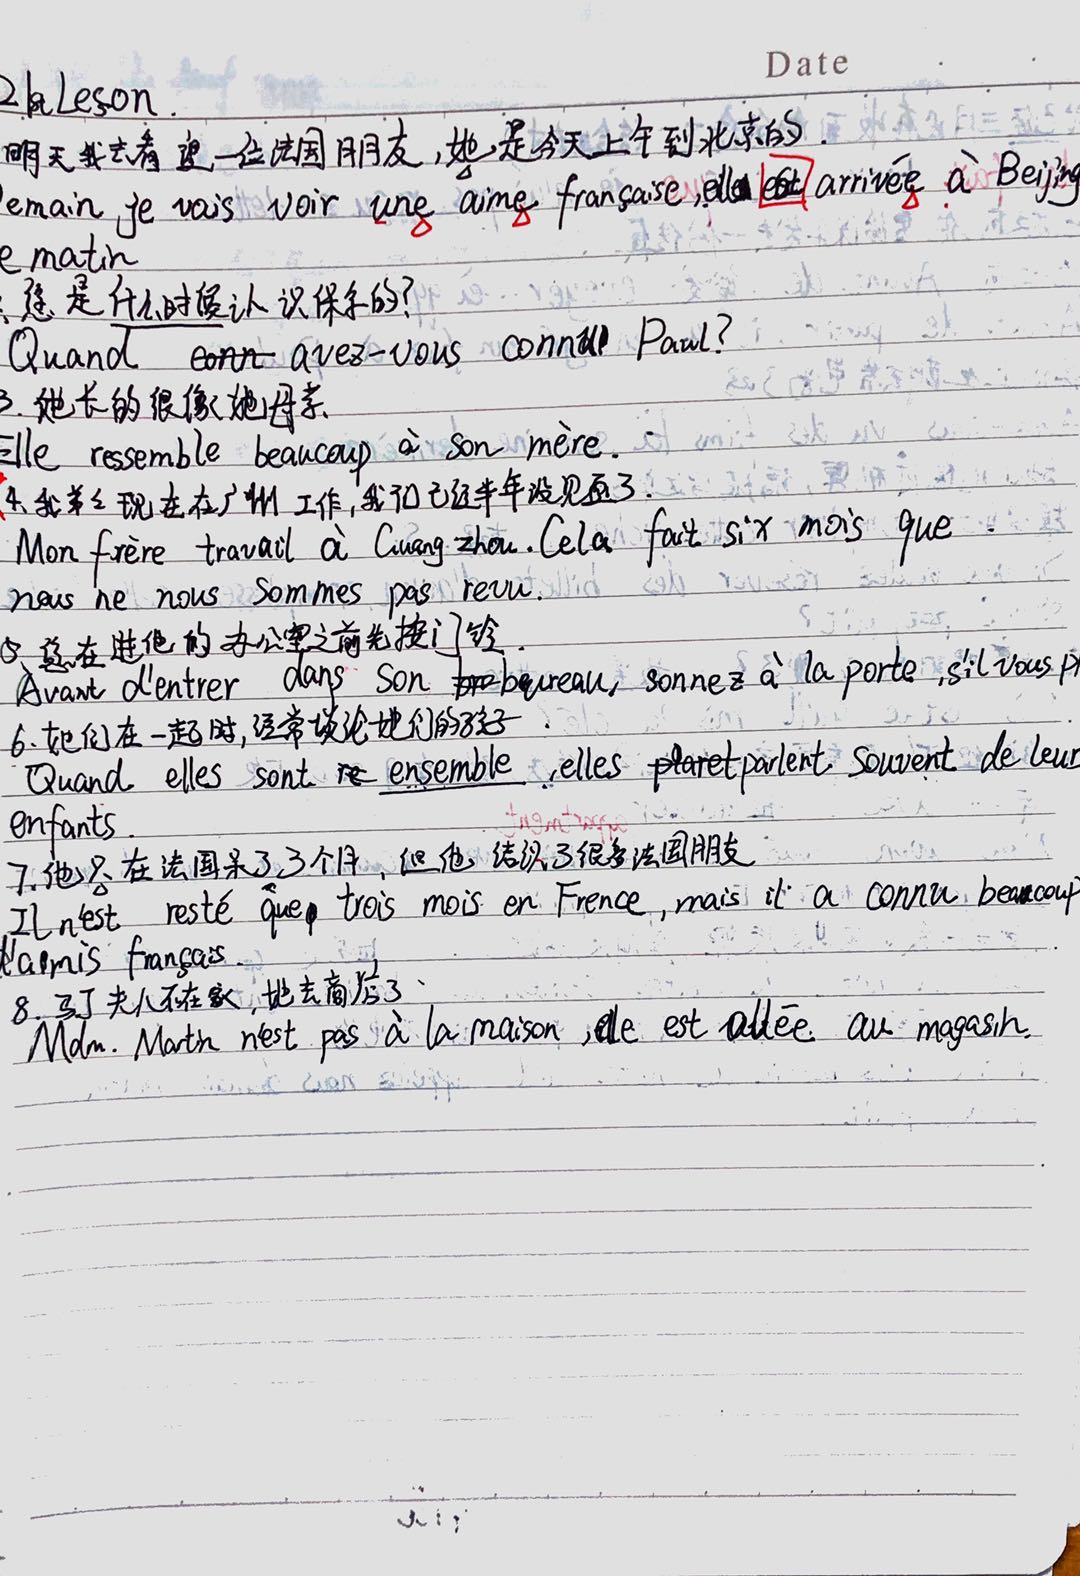 Date
2 la Leson.
明天我去看望一位法国朋友,她是今天上午到北京的.
emain, je vais voir une aime française, elle est arrivée à Beijing
e matin
您是什么时候认识保尔的?
Quand avez-vous connu Paul?
3. 她长的很像她母亲.
Elle ressemble beaucoup à son mère.
4. 我弟弟现在在广州工作,我们已近半年没见面了.
Mon frère travail à Guang zhou. Cela fait six mois que
nous ne nous sommes pas revu.
5. 您在进他的办公室之前先按门铃.
Avant d'entrer dans son bureau, sonnez à la porte, s'il vous pl
6. 她们在一起时,经常谈论她们的孩子.
Quand elles sont ensemble, elles parlent souvent de leur
enfants.
7. 他只在法国呆了3个月,但他结识了很多法国朋友
Il n'est resté que trois mois en Frence, mais il a connu beaucoup
d'amis français.
8. 马丁夫人不在家,她去商店了.
Mdm. Martin n'est pas à la maison, elle est allée au magasin.